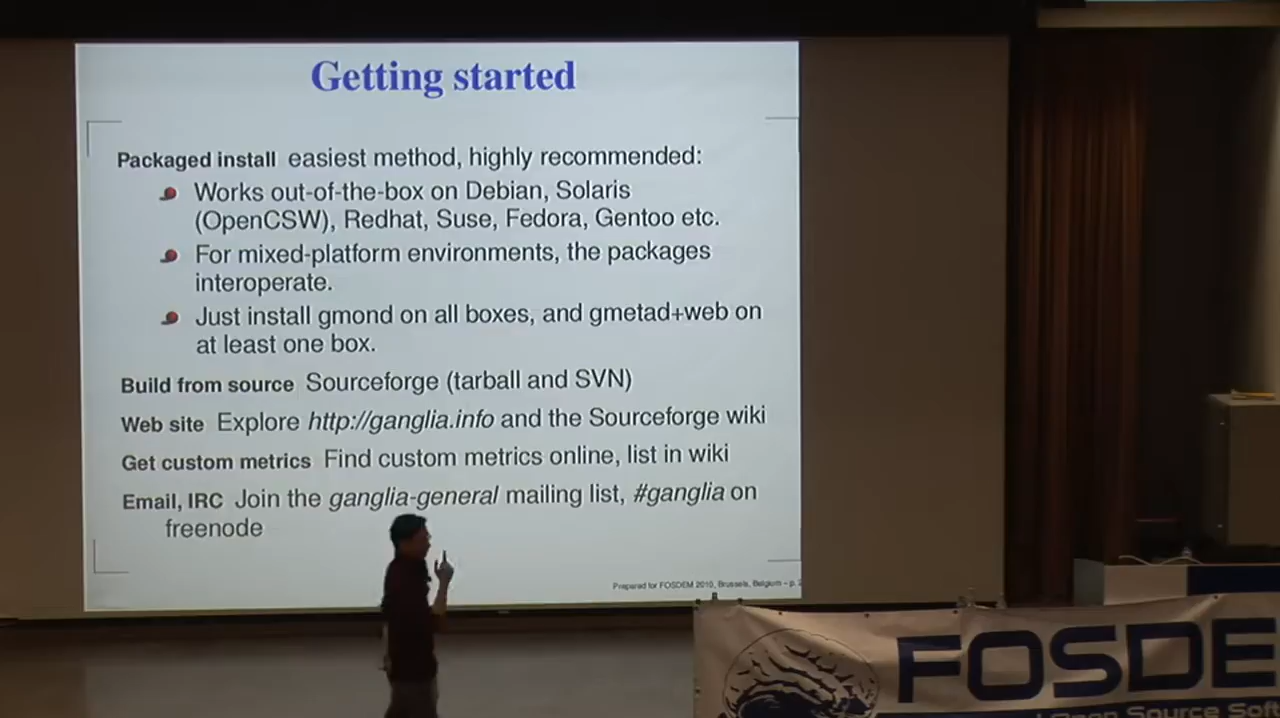 Getting started
Packaged install easiest method, highly recommended:
Works out-of-the-box on Debian, Solaris
(OpenCSW), Redhat, Suse, Fedora, Gentoo etc.
For mixed-platform environments, the packages
interoperate.
Just install gmond on all boxes, and gmetad+web on
at least one box.
Build from source Sourceforge (tarball and SVN)
Web site Explore http://ganglia.info and the Sourceforge wiki
Get custom metrics Find custom metrics online, list in wiki
Email, IRC Join the ganglia-general mailing list, #ganglia on
freenode
Prepared for FOSDEM 2010, Brussels, Belgium – p.
FOSDE
Open Source Soft